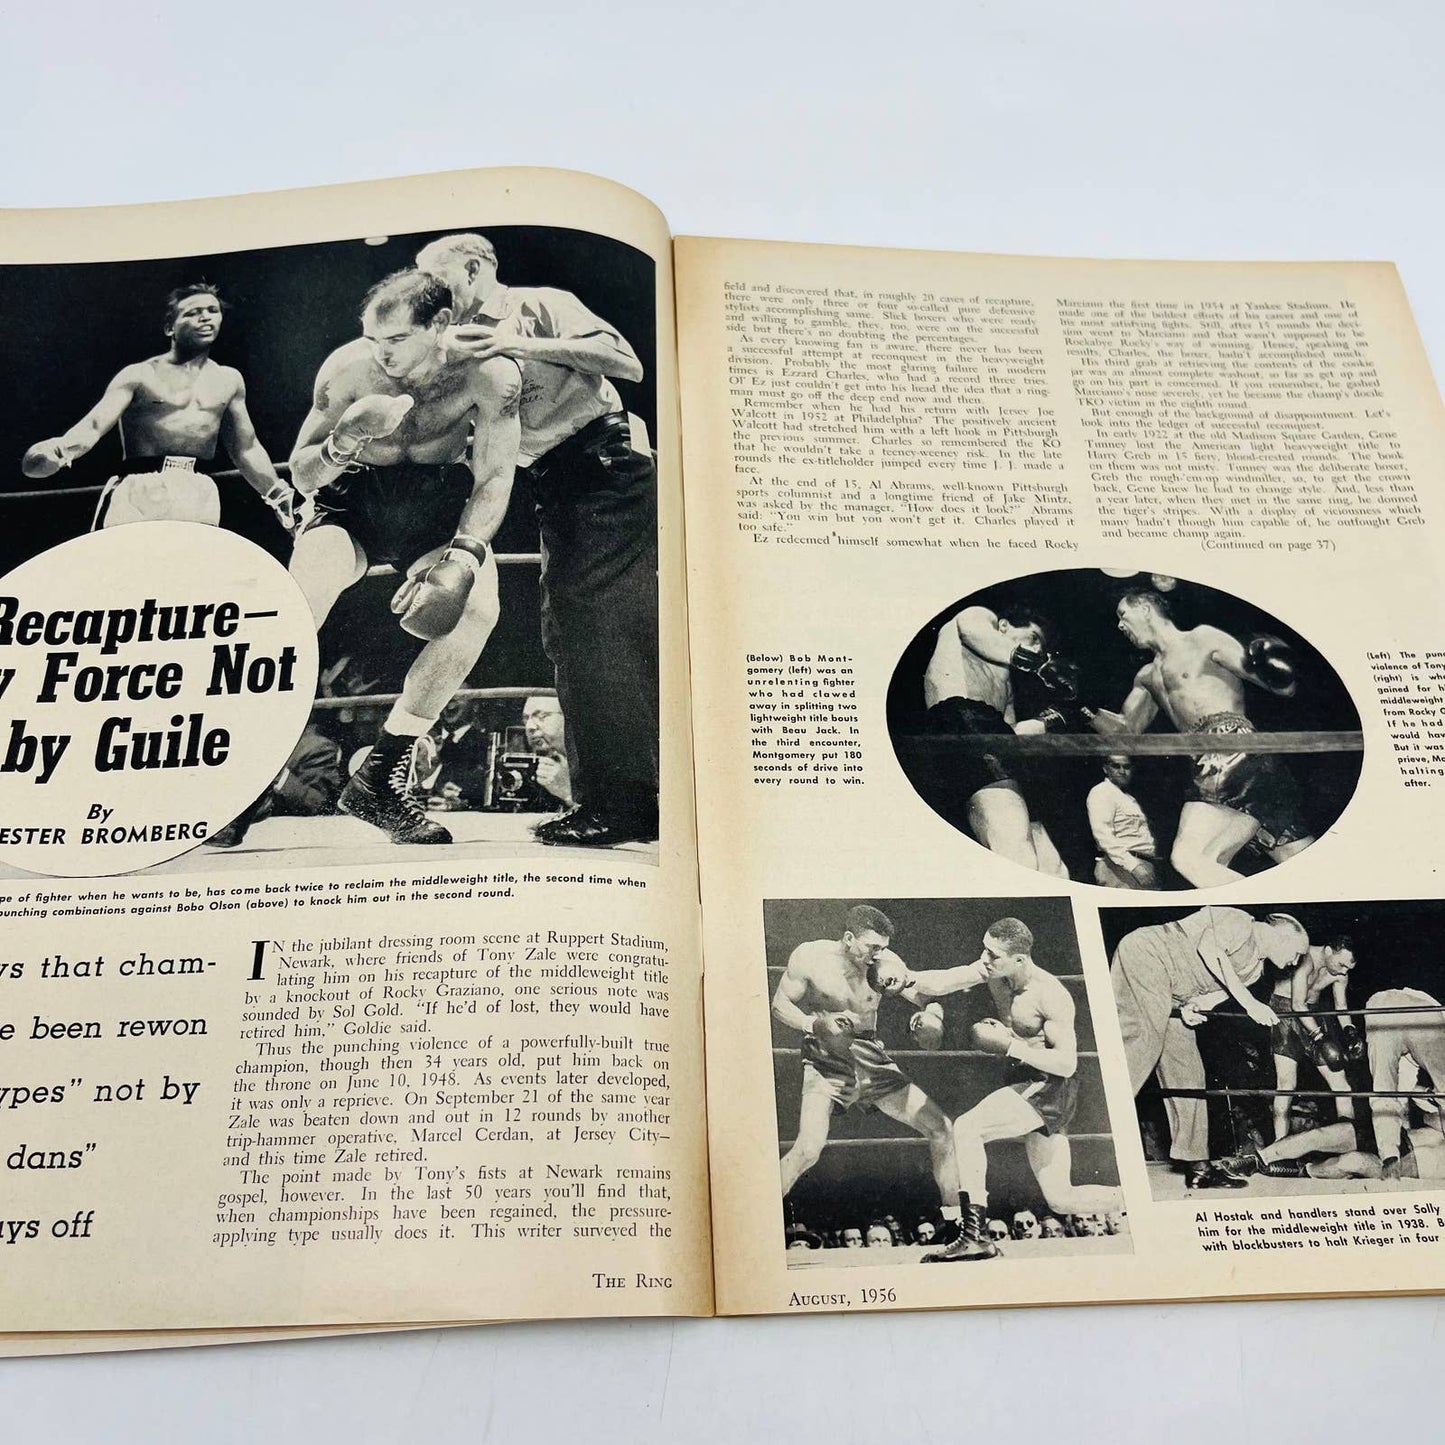 Recapture—
Force Not
by Guile
By
ESTER BROMBERG
pe of fighter when he wants to be, has come back twice to reclaim the middleweight title, the second time when
punching combinations against Bobo Olson (above) to knock him out in the second round.
that cham-
been rewon
ypes" not by
dans"
off
IN the jubilant dressing room scene at Ruppert Stadium,
Newark, where friends of Tony Zale were congratu-
lating him on his recapture of the middleweight title
by a knockout of Rocky Graziano, one serious note was
sounded by Sol Gold. "If he'd of lost, they would have
retired him," Goldie said.
Thus the punching violence of a powerfully-built true
champion, though then 34 years old, put him back on
the throne on June 10, 1948. As events later developed,
it was only a reprieve. On September 21 of the same year
Zale was beaten down and out in 12 rounds by another
trip-hammer operative, Marcel Cerdan, at Jersey City—
and this time Zale retired.
The point made by Tony's fists at Newark remains
gospel, however. In the last 50 years you'll find that,
when championships have been regained, the pressure-
applying type usually does it. This writer surveyed the
THE RING
field and discovered that, in roughly 20 cases of recapture,
there were only three or four so-called pure defensive
stylists accomplishing same. Slick boxers who were ready
and willing to gamble, they, too, were on the successful
side but there's no doubting the percentages.
As every knowing fan is aware, there never has been
a successful attempt at reconquest in the heavyweight
division. Probably the most glaring failure in modern
times is Ezzard Charles, who had a record three tries.
Ol' Ez just couldn't get into his head the idea that a ring-
man must go off the deep end now and then.
Remember when he had his return with Jersey Joe
Walcott in 1952 at Philadelphia? The positively ancient
Walcott had stretched him with a left hook in Pittsburgh
the previous summer. Charles so remembered the KO
that he wouldn't take a teency-weency risk. In the late
rounds the ex-titleholder jumped every time J. J. made a
face.
At the end of 15, Al Abrams, well-known Pittsburgh
sports columnist and a longtime friend of Jake Mintz,
was asked by the manager, "How does it look?" Abrams
said: "You win but you won't get it. Charles played it
too safe."
Ez redeemed himself somewhat when he faced Rocky
Marciano the first time in 1954 at Yankee Stadium. He
made one of the boldest efforts of his career and one of
his most satisfying fights. Still, after 15 rounds the deci-
sion went to Marciano and that wasn't supposed to be
Rockabye Rocky's way of winning. Hence, speaking on
results, Charles, the boxer, hadn't accomplished much.
His third grab at retrieving the contents of the cookie
jar was an almost complete washout, so far as get up and
go on his part is concerned. If you remember, he gashed
Marciano's nose severely, yet he became the champ's docile
TKO victim in the eighth round.
But enough of the background of disappointment. Let's
look into the ledger of successful reconquest.
In early 1922 at the old Madison Square Garden, Gene
Tunney lost the American light heavyweight title to
Harry Greb in 15 fiery, blood-crested rounds. The book
on them was not misty. Tunney was the deliberate boxer,
Greb the rough-'em-up windmiller, so, to get the crown
back, Gene knew he had to change style. And, less than
a year later, when they met in the same ring, he donned
the tiger's stripes. With a display of viciousness which
many hadn't though him capable of, he outfought Greb
and became champ again.
(Continued on page 37)
(Below) Bob Mont-
gomery (left) was an
unrelenting fighter
who had clawed
away in splitting two
lightweight title bouts
with Beau Jack. In
the third encounter,
Montgomery put 180
seconds of drive into
every round to win.
(Left) The pun
violence of Tony
(right) is whe
gained for h
middleweight
from Rocky G
If he had
would hav
But it was
prieve, Ma
halting
after.
Al Hostak and handlers stand over Solly
him for the middleweight title in 1938. B
with blockbusters to halt Krieger in four
AUGUST, 1956